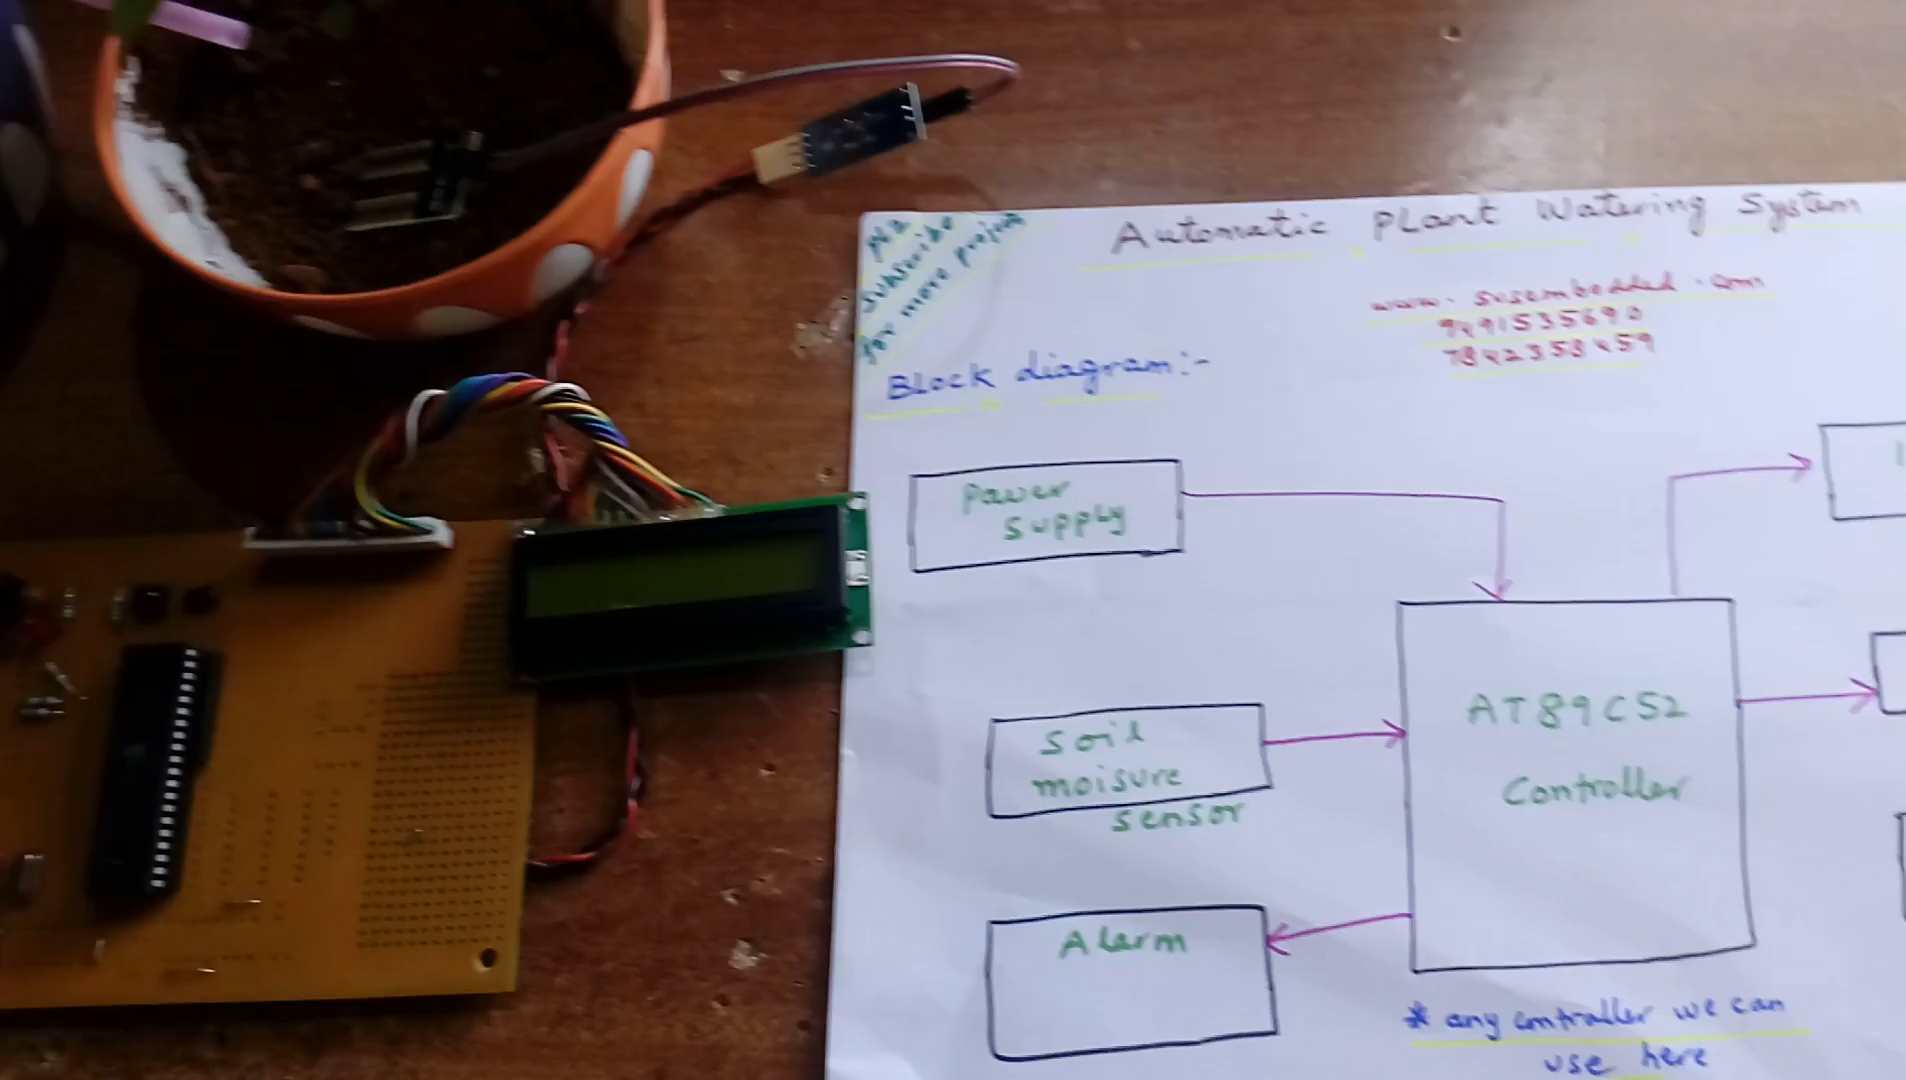 Plz
subscribe
for more projects
Automatic Plant Watering System
www.svsembedded.com
9491535690
7842358459
Block diagram:-
Power
supply
Soil
moisure
sensor
Alarm
AT89C52
Controller
* any controller we can
use here